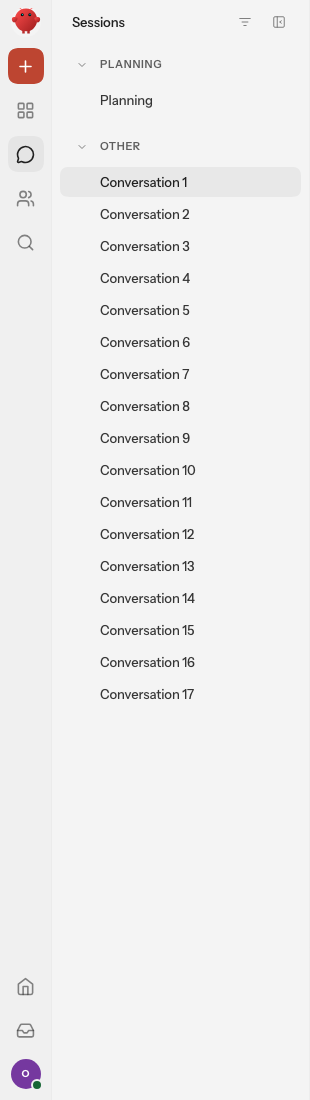 Sessions
PLANNING
Planning
OTHER
Conversation 1
Conversation 2
Conversation 3
Conversation 4
Conversation 5
Conversation 6
Conversation 7
Conversation 8
Conversation 9
Conversation 10
Conversation 11
Conversation 12
Conversation 13
Conversation 14
Conversation 15
Conversation 16
Conversation 17
O